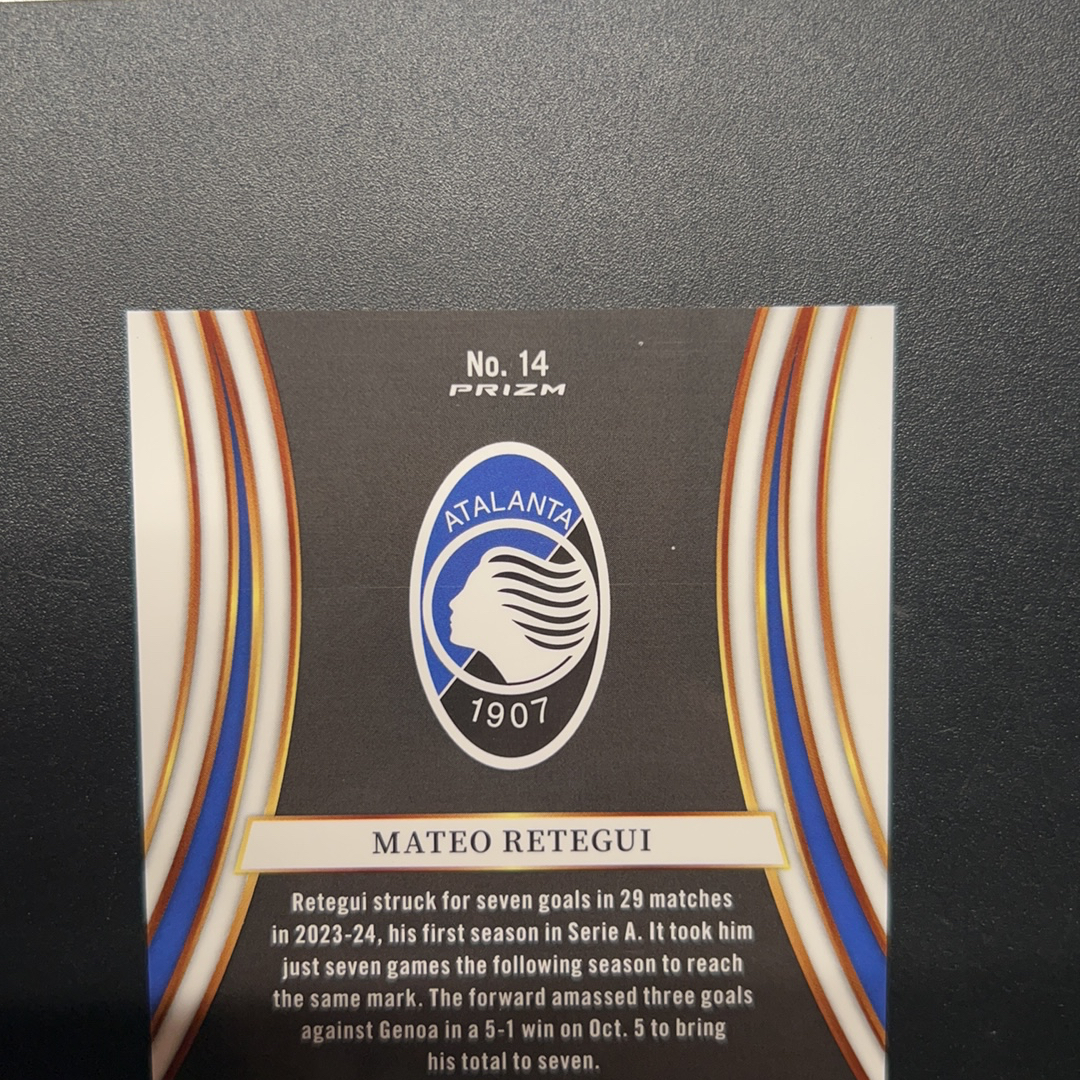 No. 14
PRIZM
ATALANTA
1907
MATEO RETEGUI
Retegui struck for seven goals in 29 matches
in 2023-24, his first season in Serie A. It took him
just seven games the following season to reach
the same mark. The forward amassed three goals
against Genoa in a 5-1 win on Oct. 5 to bring
his total to seven.